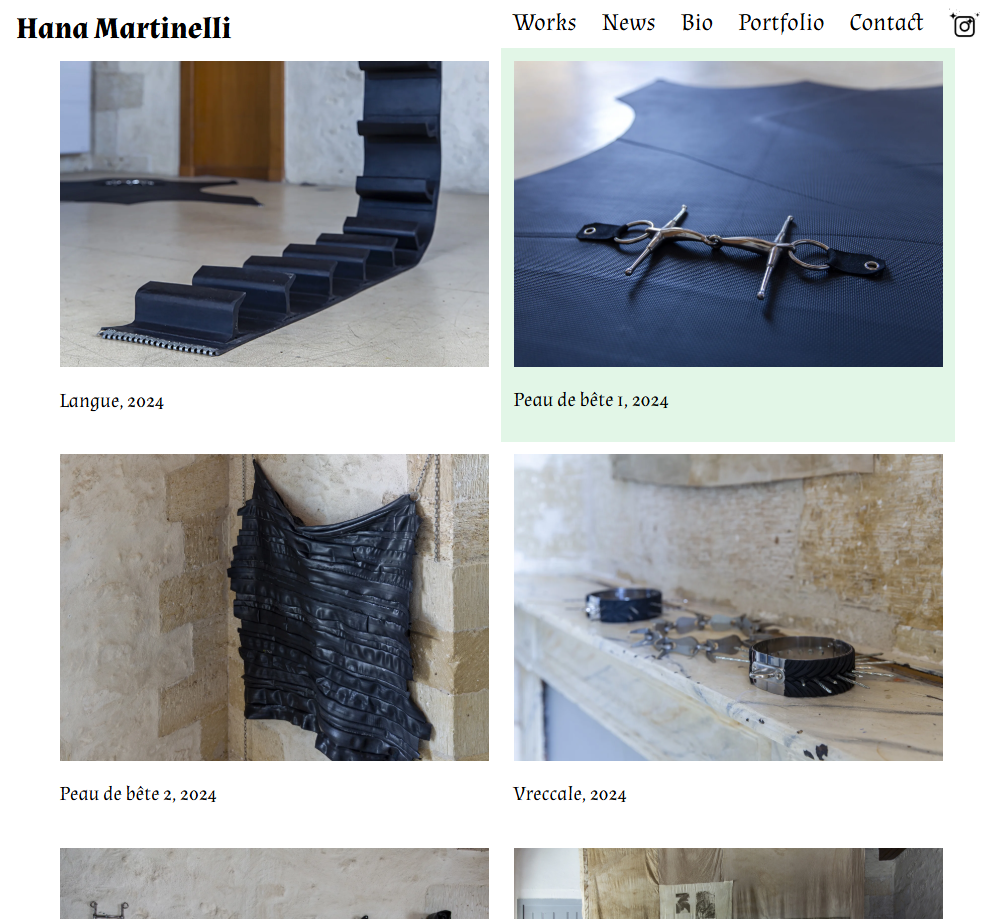 Hana Martinelli
Works News Bio Portfolio Contact
Langue, 2024
Peau de bête 1, 2024
Peau de bête 2, 2024
Vreccale, 2024